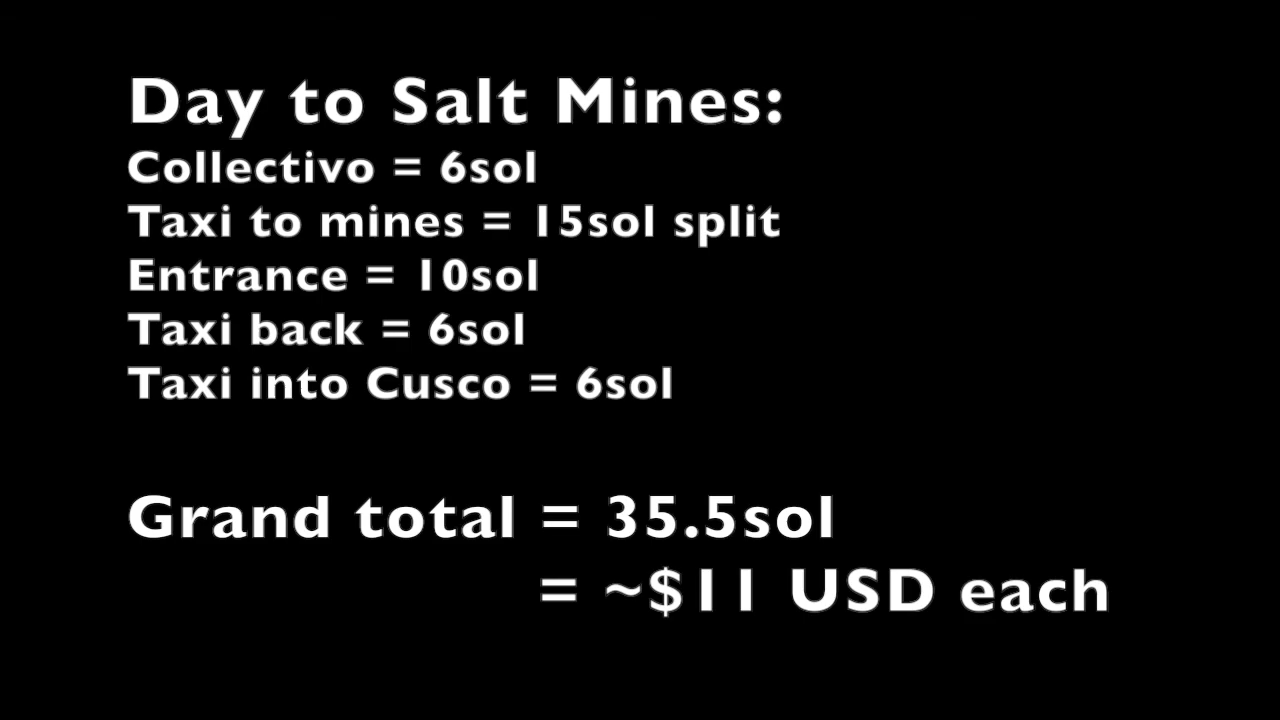 Day to Salt Mines:
Collectivo = 6sol
Taxi to mines = 15sol split
Entrance = 10sol
Taxi back = 6sol
Taxi into Cusco = 6sol
Grand total = 35.5sol
= ~$11 USD each